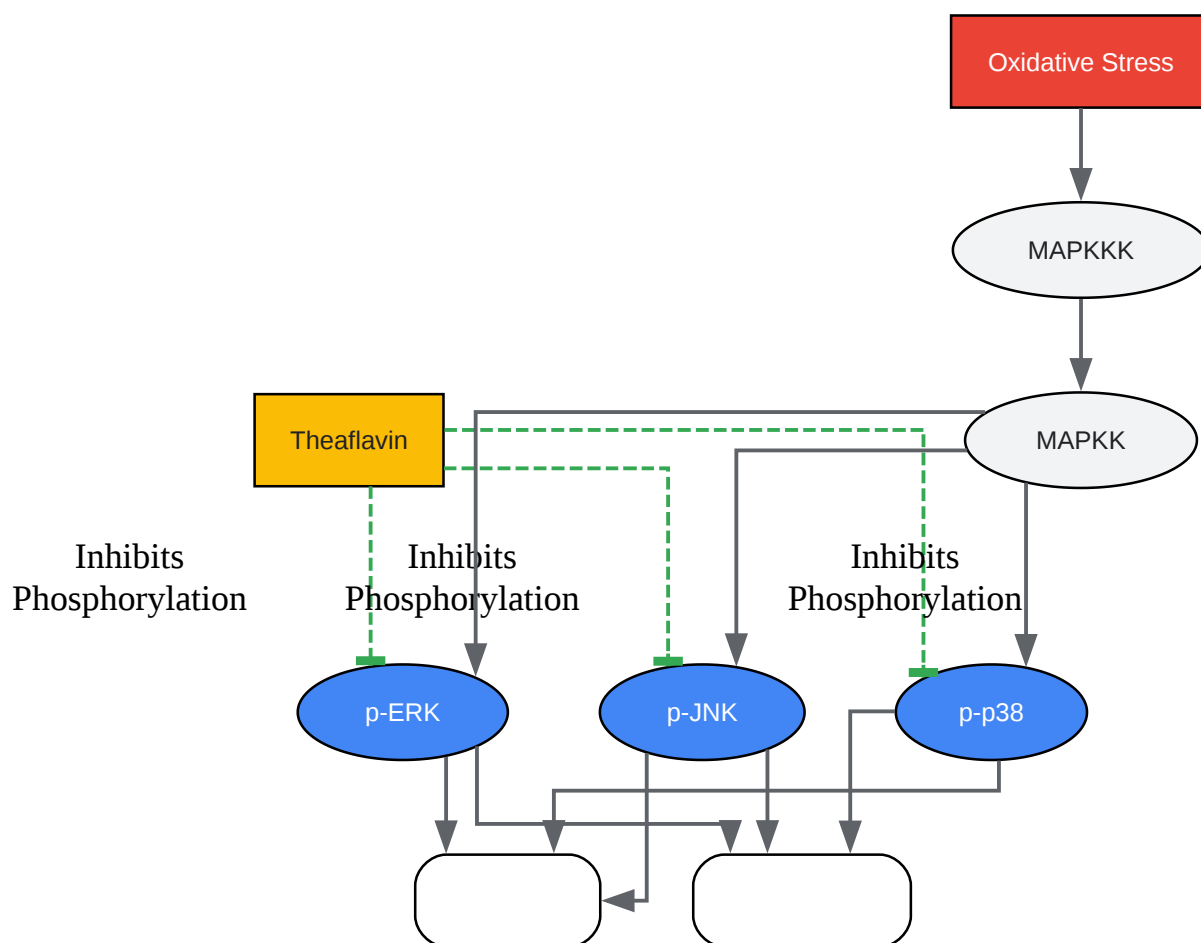 Oxidative Stress
MAPKKK
Theaflavin
MAPKK
Inhibits
Phosphorylation
Inhibits
Phosphorylation
Inhibits
Phosphorylation
p-ERK
p-JNK
p-p38